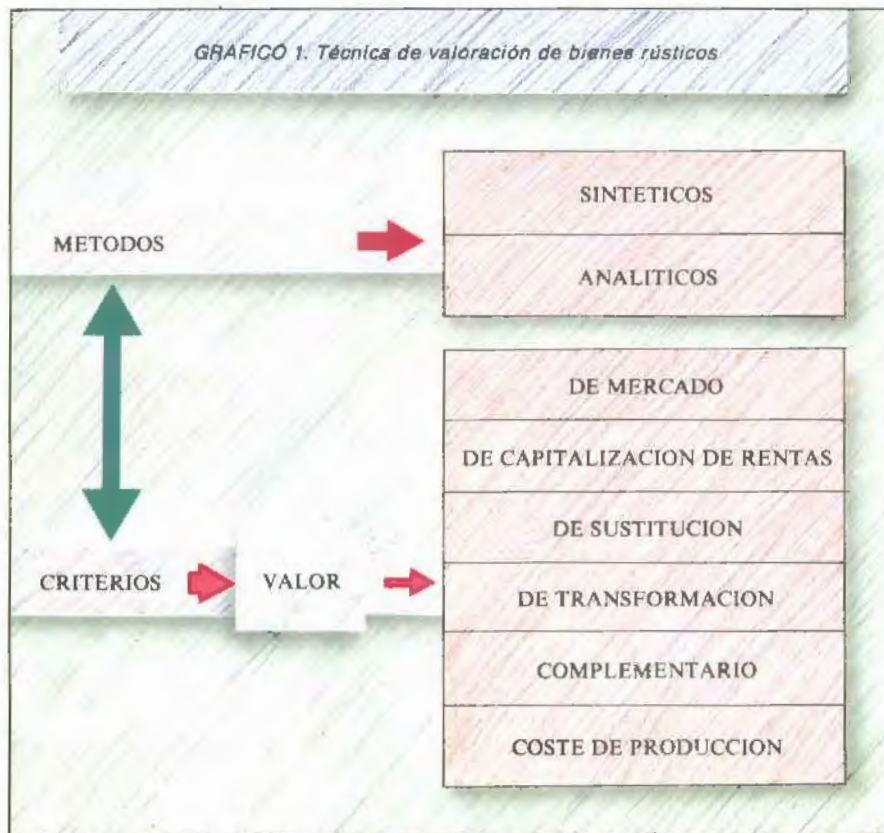 GRAFICO 1. Técnica de valoración de bienes rústicos
METODOS
SINTETICOS
ANALITICOS
CRITERIOS
VALOR
DE MERCADO
DE CAPITALIZACION DE RENTAS
DE SUSTITUCION
DE TRANSFORMACION
COMPLEMENTARIO
COSTE DE PRODUCCION